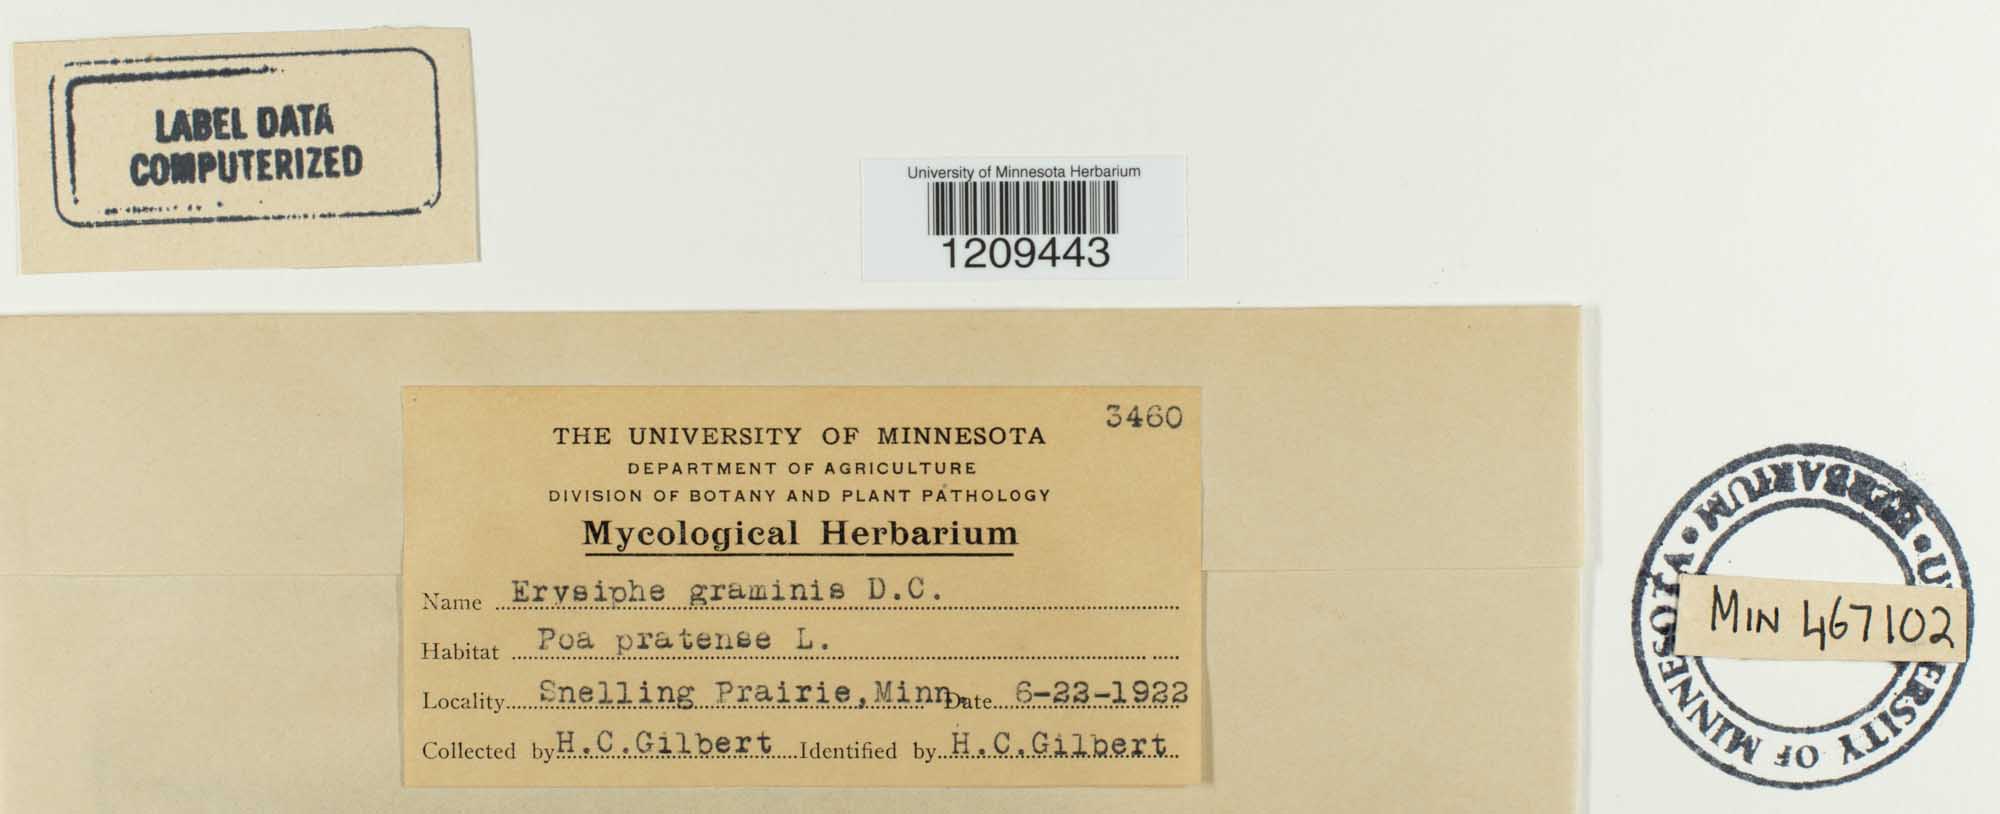 LABEL DATA
COMPUTERIZED
University of Minnesota Herbarium
1209443
3460
THE UNIVERSITY OF MINNESOTA
DEPARTMENT OF AGRICULTURE
DIVISION OF BOTANY AND PLANT PATHOLOGY
Mycological Herbarium
Name Erysiphe graminis D.C.
Habitat Poa pratense L.
Locality Snelling Prairie, Minn. Date 6-22-1922
Collected by H.C.Gilbert Identified by H.C.Gilbert
UNIVERSITY OF MINNESOTA • HERBARIUM •
MIN 467102